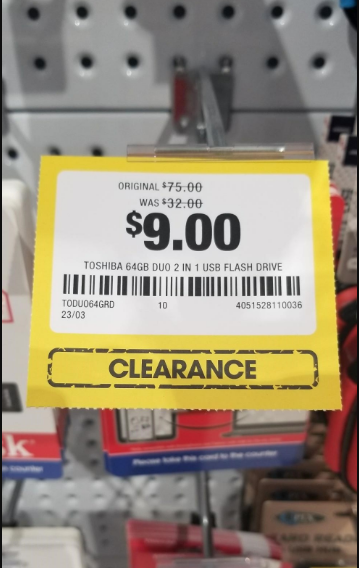 ORIGINAL $75.00
WAS $32.00
$9.00
TOSHIBA 64GB DUO 2 IN 1 USB FLASH DRIVE
TODU064GRD 10 4051528110036
23/03
CLEARANCE
k
Please take this card to the counter